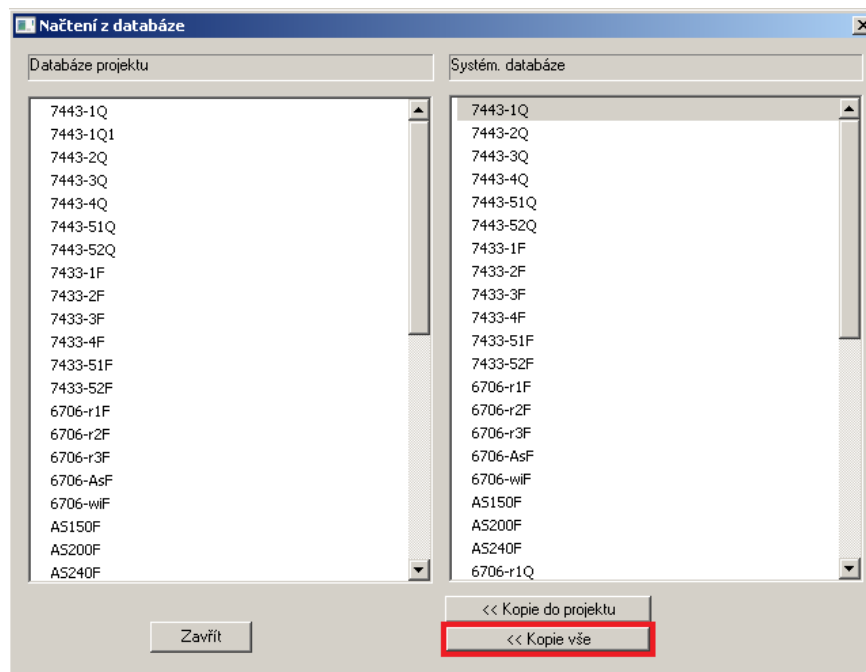 Načtení z databáze
Databáze projektu
7443-1Q
7443-1Q1
7443-2Q
7443-3Q
7443-4Q
7443-51Q
7443-52Q
7433-1F
7433-2F
7433-3F
7433-4F
7433-51F
7433-52F
6706-r1F
6706-r2F
6706-r3F
6706-AsF
6706-wiF
AS150F
AS200F
AS240F
Systém. databáze
7443-1Q
7443-2Q
7443-3Q
7443-4Q
7443-51Q
7443-52Q
7433-1F
7433-2F
7433-3F
7433-4F
7433-51F
7433-52F
6706-r1F
6706-r2F
6706-r3F
6706-AsF
6706-wiF
AS150F
AS200F
AS240F
6706-r1Q
Zavřít
<< Kopie do projektu
<< Kopie vše